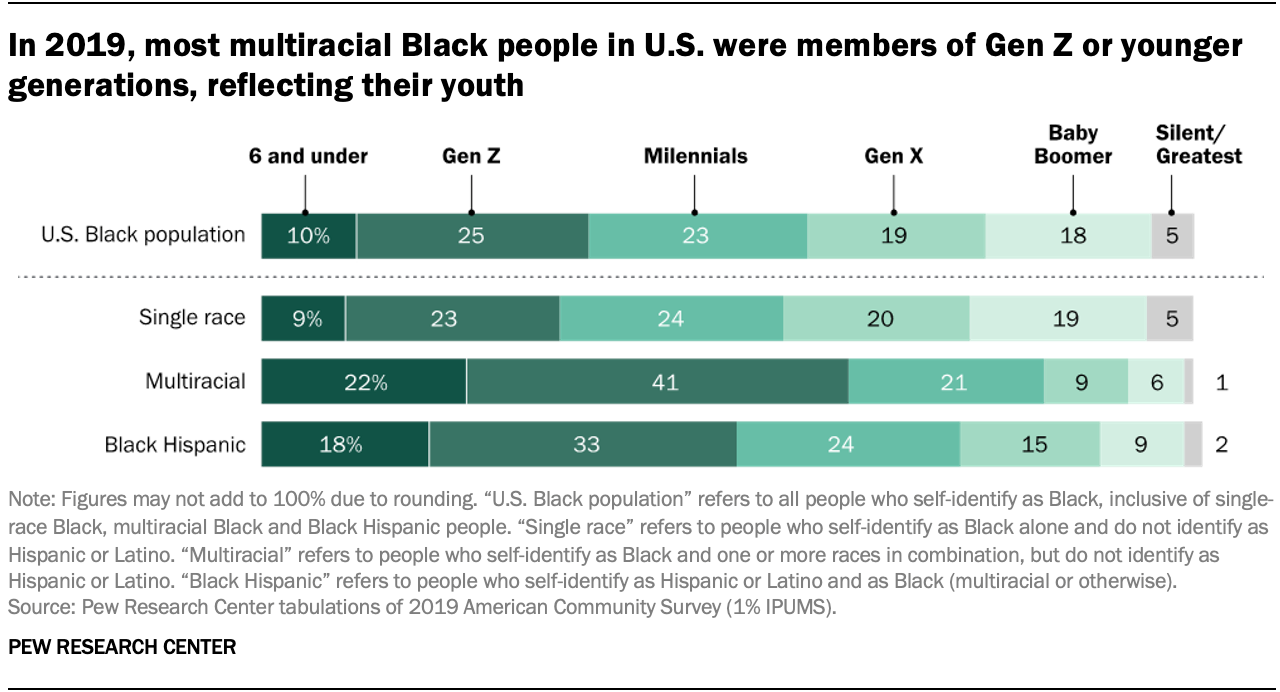 In 2019, most multiracial Black people in U.S. were members of Gen Z or younger
generations, reflecting their youth
6 and under
Gen Z
Milennials
Gen X
Baby
Boomer
Silent/
Greatest
U.S. Black population 10% 25 23 19 18 5
Single race 9% 23 24 20 19 5
Multiracial 22% 41 21 9 6 1
Black Hispanic 18% 33 24 15 9 2
Note: Figures may not add to 100% due to rounding. “U.S. Black population” refers to all people who self-identify as Black, inclusive of single-
race Black, multiracial Black and Black Hispanic people. “Single race” refers to people who self-identify as Black alone and do not identify as
Hispanic or Latino. “Multiracial” refers to people who self-identify as Black and one or more races in combination, but do not identify as
Hispanic or Latino. “Black Hispanic” refers to people who self-identify as Hispanic or Latino and as Black (multiracial or otherwise).
Source: Pew Research Center tabulations of 2019 American Community Survey (1% IPUMS).
PEW RESEARCH CENTER